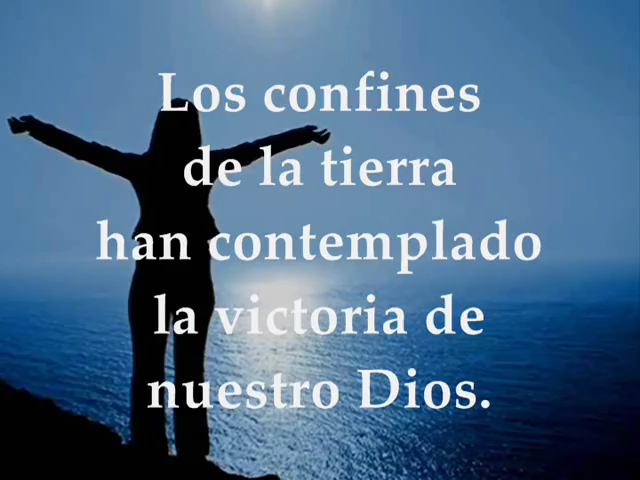 Los confines
de la tierra
han contemplado
la victoria de
nuestro Dios.